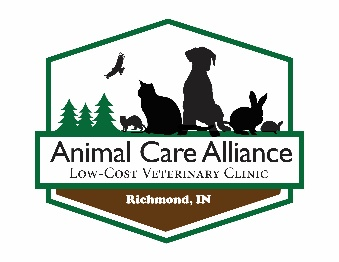 Animal Care Alliance
Low-Cost Veterinary Clinic
Richmond, IN